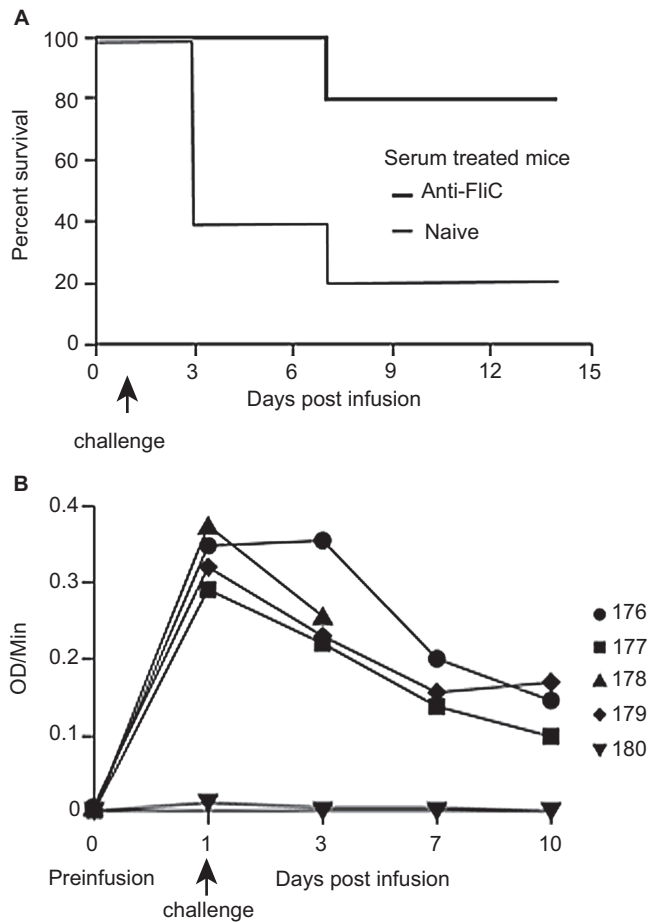 A
Percent survival
100
80
60
40
20
0
Serum treated mice
Anti-FliC
Naive
0 3 6 9 12 15
Days post infusion
challenge
B
OD/Min
0.4
0.3
0.2
0.1
0
176
177
178
179
180
0 1 3 7 10
Preinfusion Days post infusion
challenge